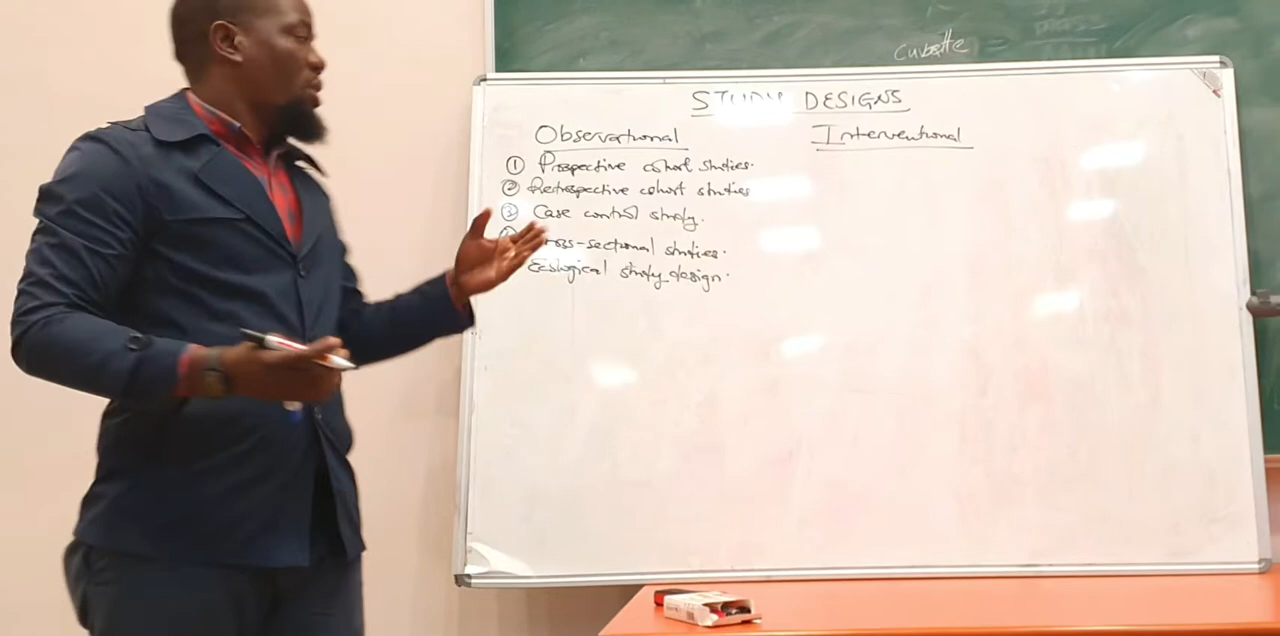 Cuvette
STUDY DESIGNS
Observational
Interventional
① Prospective cohort studies.
② Retrospective cohort studies
③ Case control study.
ross-sectional studies.
Ecological study design.